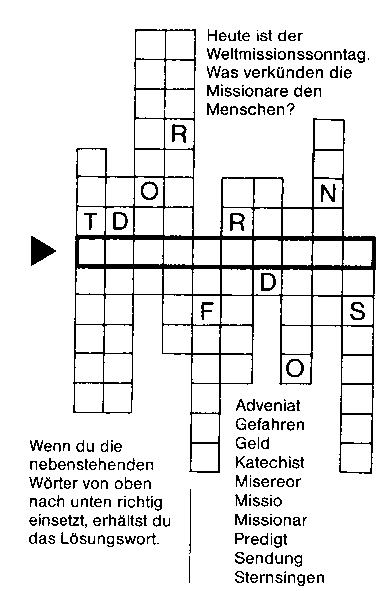 Heute ist der
Weltmissionssonntag.
Was verkünden die
Missionare den
Menschen?
R
O
N
T D
R
D
F
S
O
Wenn du die
nebenstehenden
Wörter von oben
nach unten richtig
einsetzt, erhältst du
das Lösungswort.
Adveniat
Gefahren
Geld
Katechist
Misereor
Missio
Missionar
Predigt
Sendung
Sternsingen